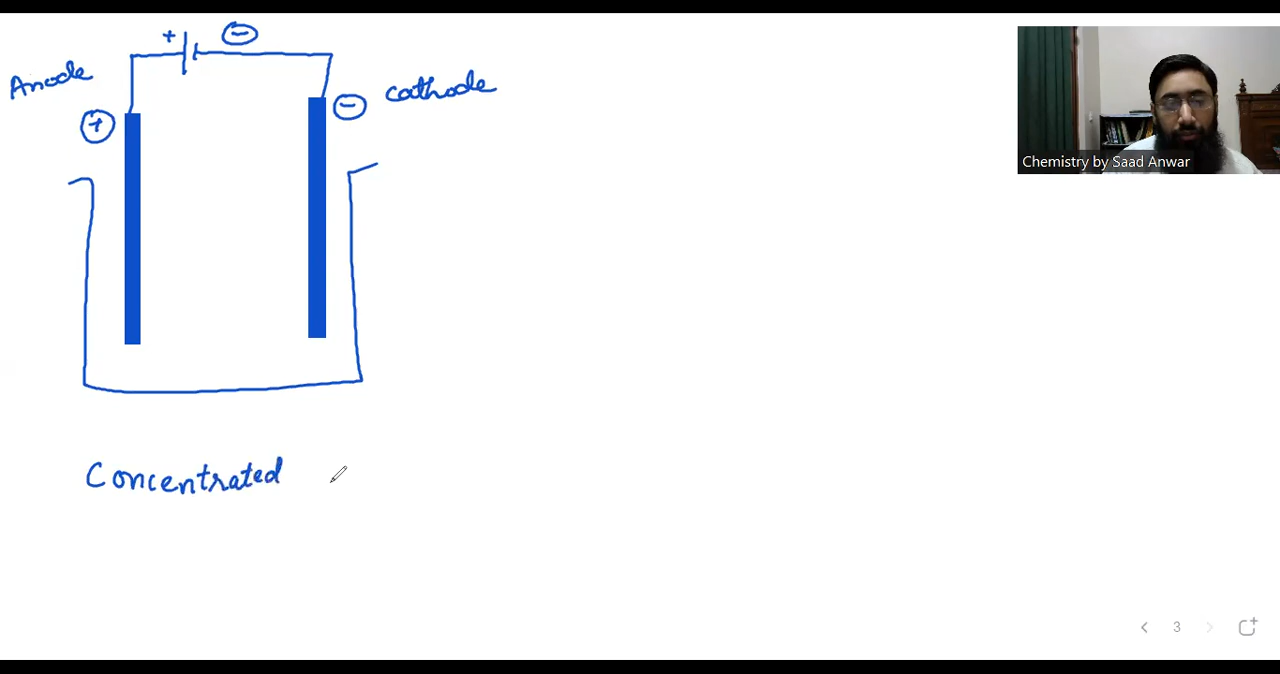 + −
Anode
+
− cathode
Chemistry by Saad Anwar
Concentrated
3